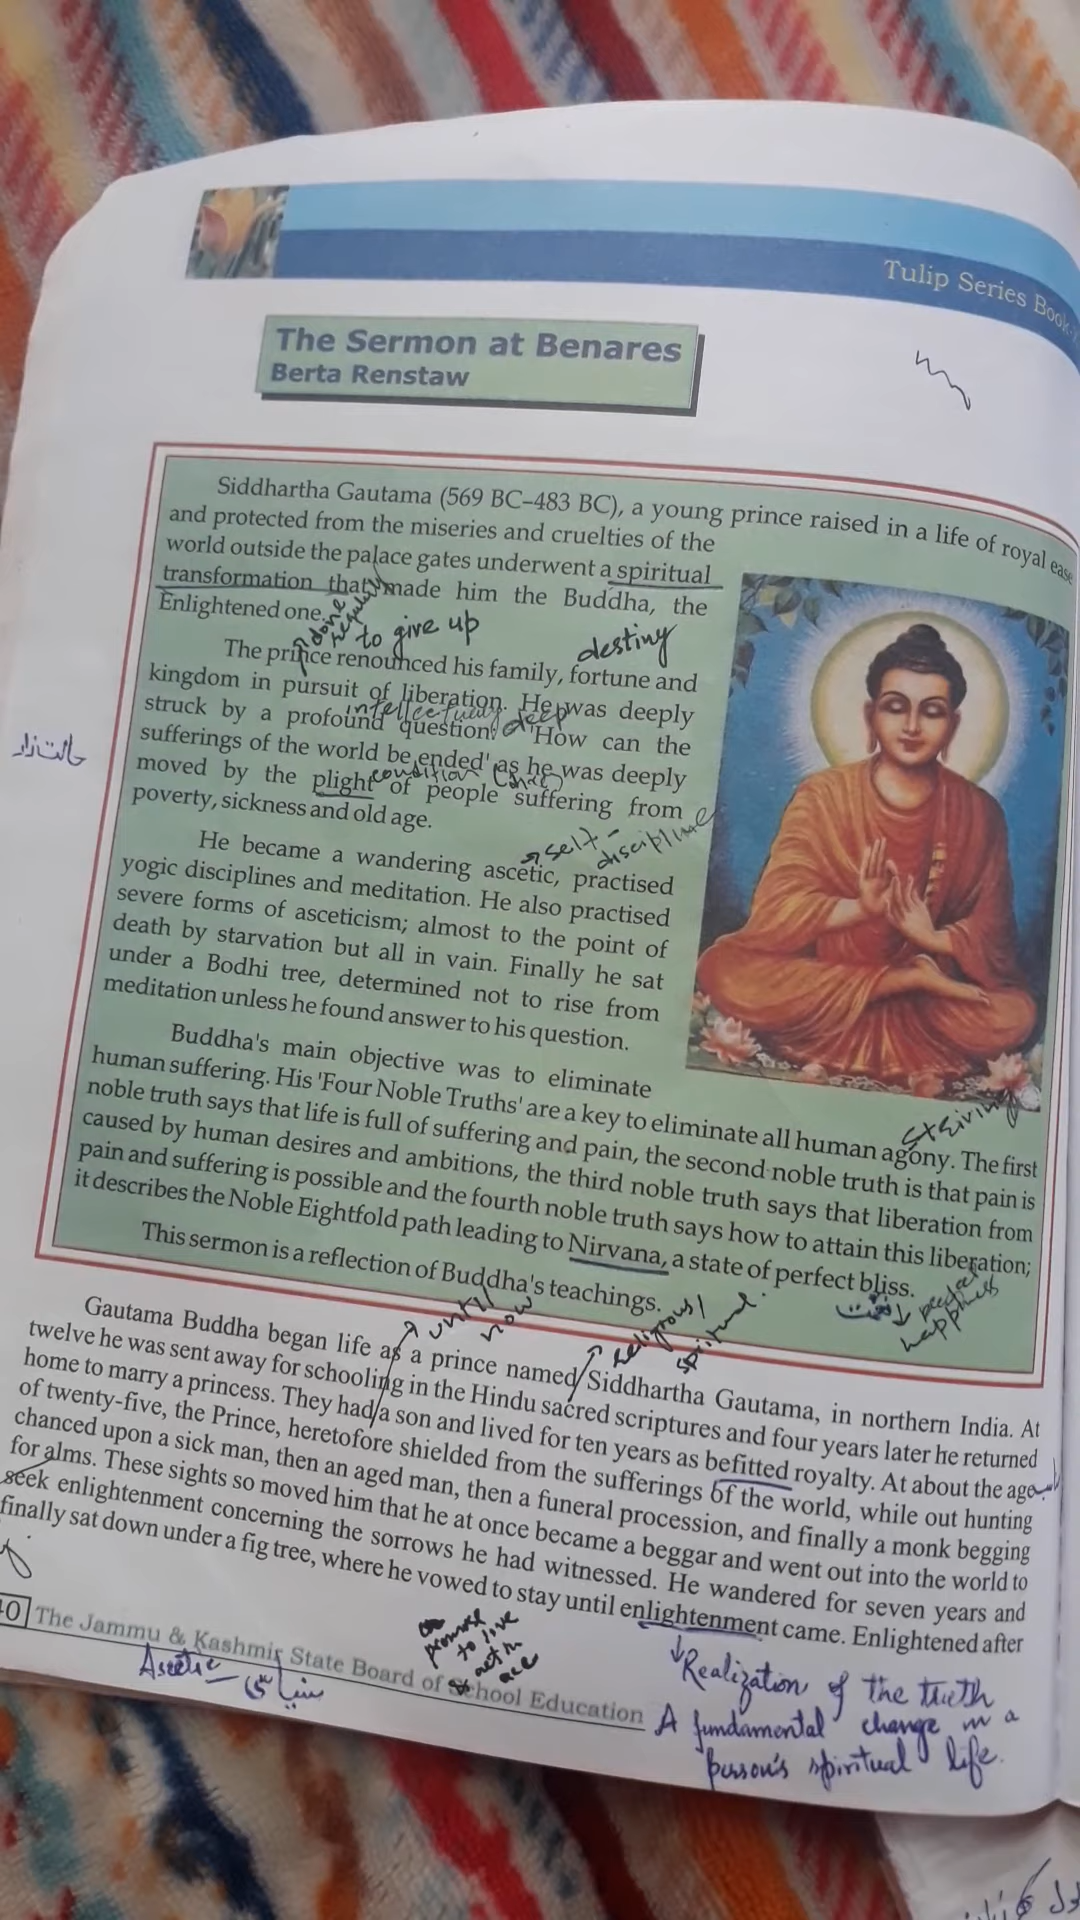 Tulip Series Book-
The Sermon at Benares
Berta Renstaw
Siddhartha Gautama (569 BC–483 BC), a young prince raised in a life of royal ease
and protected from the miseries and cruelties of the
world outside the palace gates underwent a spiritual
transformation that made him the Buddha, the
Enlightened one.
done
regularly
to give up
destiny
The prince renounced his family, fortune and
kingdom in pursuit of liberation. He was deeply
intellectually deep
struck by a profound question. 'How can the
sufferings of the world be ended' as he was deeply
condition
moved by the plight of people suffering from
poverty, sickness and old age.
حالت زار
self-
discipline
He became a wandering ascetic, practised
yogic disciplines and meditation. He also practised
severe forms of asceticism; almost to the point of
death by starvation but all in vain. Finally he sat
under a Bodhi tree, determined not to rise from
meditation unless he found answer to his question.
Buddha's main objective was to eliminate
human suffering. His 'Four Noble Truths' are a key to eliminate all human agony. The first
noble truth says that life is full of suffering and pain, the second noble truth is that pain is
caused by human desires and ambitions, the third noble truth says that liberation from
pain and suffering is possible and the fourth noble truth says how to attain this liberation;
it describes the Noble Eightfold path leading to Nirvana, a state of perfect bliss.
This sermon is a reflection of Buddha's teachings.
until
now
religious/
spiritual.
perfect
happiness
Gautama Buddha began life as a prince named Siddhartha Gautama, in northern India. At
twelve he was sent away for schooling in the Hindu sacred scriptures and four years later he returned
home to marry a princess. They had a son and lived for ten years as befitted royalty. At about the age
of twenty-five, the Prince, heretofore shielded from the sufferings of the world, while out hunting
chanced upon a sick man, then an aged man, then a funeral procession, and finally a monk begging
for alms. These sights so moved him that he at once became a beggar and went out into the world to
seek enlightenment concerning the sorrows he had witnessed. He wandered for seven years and
finally sat down under a fig tree, where he vowed to stay until enlightenment came. Enlightened after
promise
to live
act in
The Jammu & Kashmir State Board of School Education
Ascetic
Realization of the truth
A fundamental change in a
person's spiritual life.